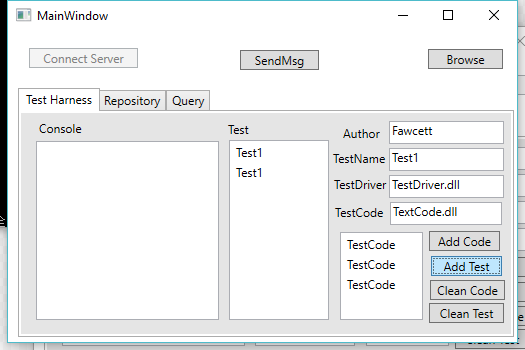 MainWindow
Connect Server
SendMsg
Browse
Test Harness
Repository
Query
Console
Test
Test1
Test1
Author
Fawcett
TestName
Test1
TestDriver
TestDriver.dll
TestCode
TextCode.dll
TestCode
TestCode
TestCode
Add Code
Add Test
Clean Code
Clean Test